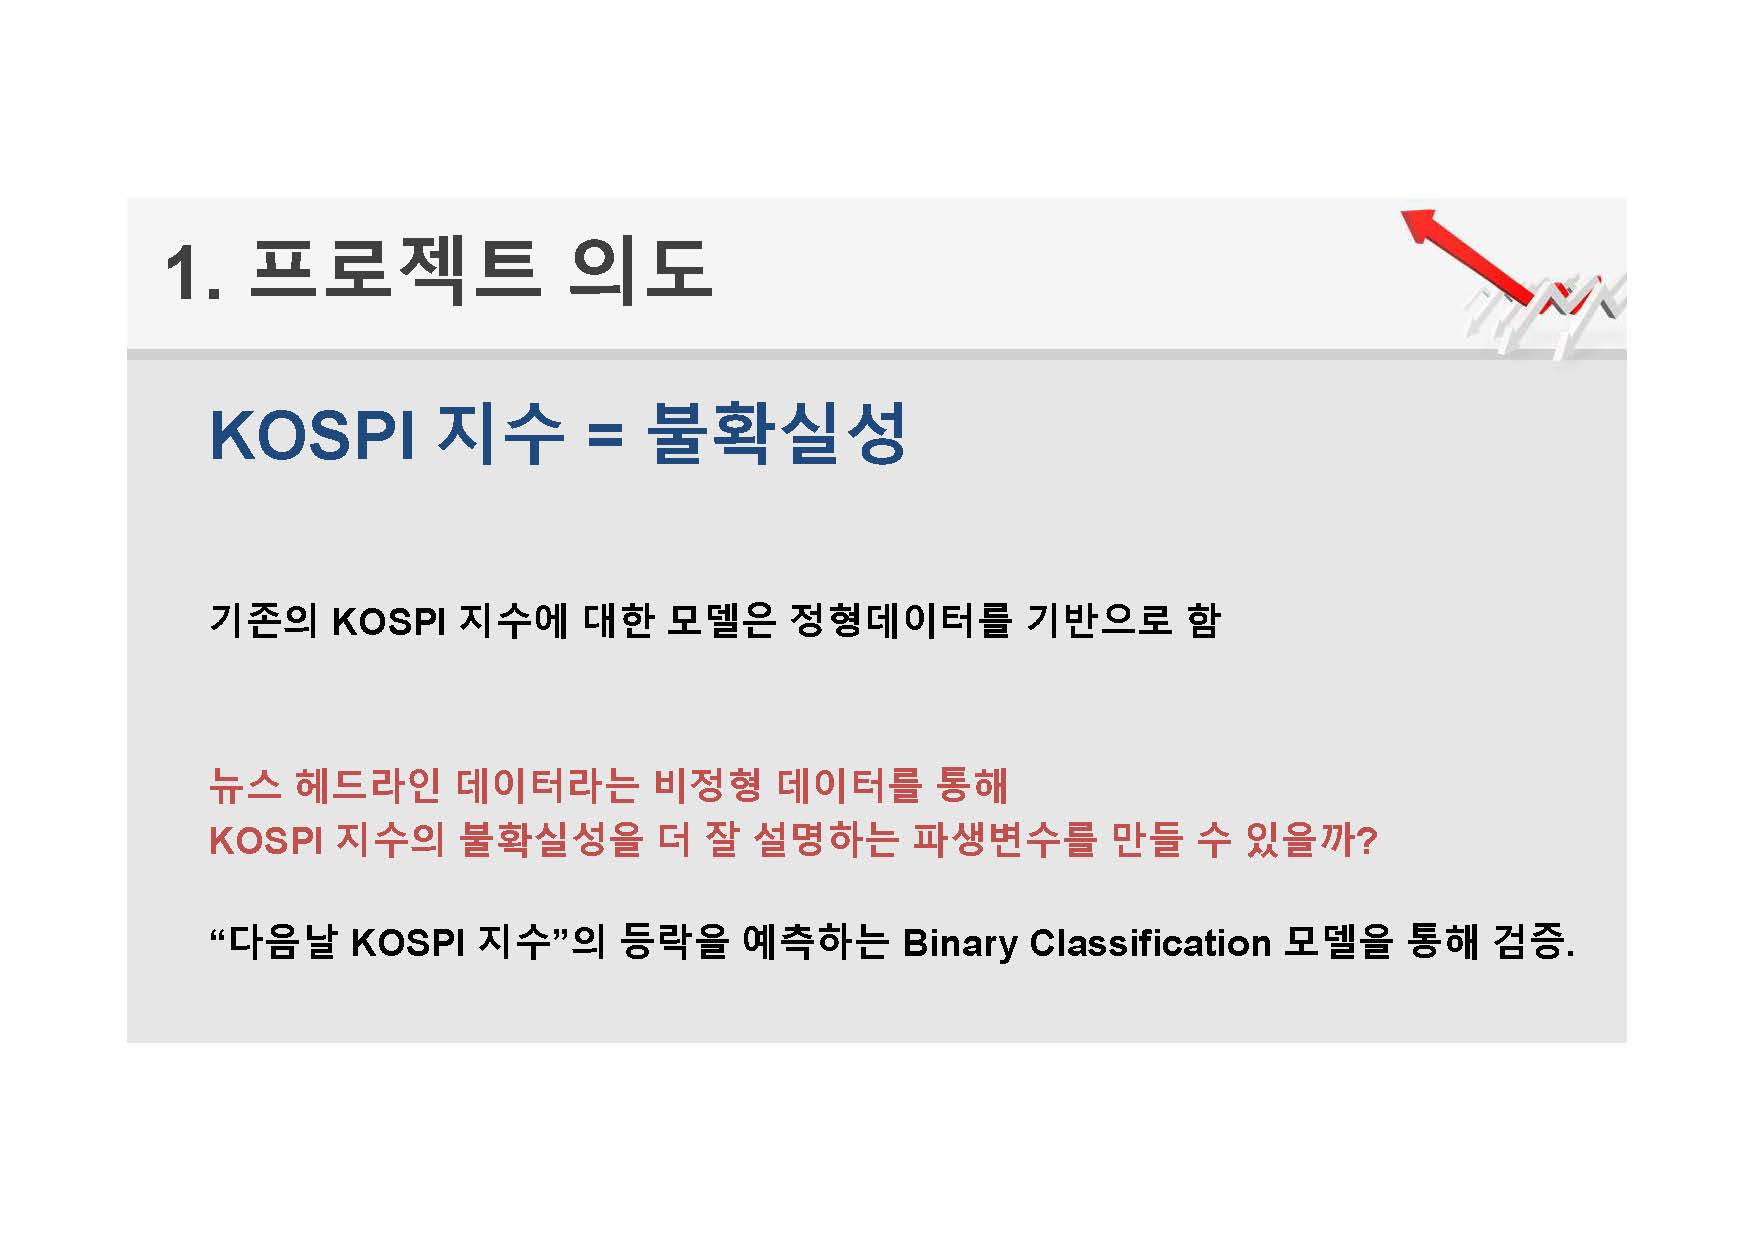 1. 프로젝트 의도
KOSPI 지수 = 불확실성
기존의 KOSPI 지수에 대한 모델은 정형데이터를 기반으로 함
뉴스 헤드라인 데이터라는 비정형 데이터를 통해
KOSPI 지수의 불확실성을 더 잘 설명하는 파생변수를 만들 수 있을까?
“다음날 KOSPI 지수”의 등락을 예측하는 Binary Classification 모델을 통해 검증.